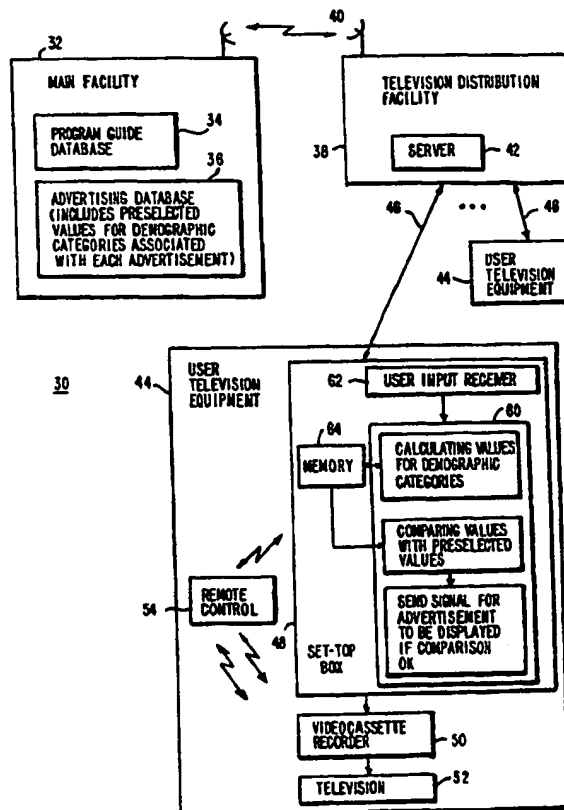 32
40
MAIN FACILITY
PROGRAM GUIDE
DATABASE
34
36
ADVERTISING DATABASE
(INCLUDES PRESELECTED
VALUES FOR DEMOGRAPHIC
CATEGORIES ASSOCIATED
WITH EACH ADVERTISEMENT)
TELEVISION DISTRIBUTION
FACILITY
38
SERVER
42
46
46
44
USER
TELEVISION
EQUIPMENT
30
44
USER
TELEVISION
EQUIPMENT
62
USER INPUT RECEIVER
64
60
MEMORY
CALCULATING VALUES
FOR DEMOGRAPHIC
CATEGORIES
COMPARING VALUES
WITH PRESELECTED
VALUES
SEND SIGNAL FOR
ADVERTISEMENT
TO BE DISPLAYED
IF COMPARISON
OK
REMOTE
CONTROL
54
48
SET-TOP
BOX
VIDEOCASSETTE
RECORDER
50
TELEVISION
52